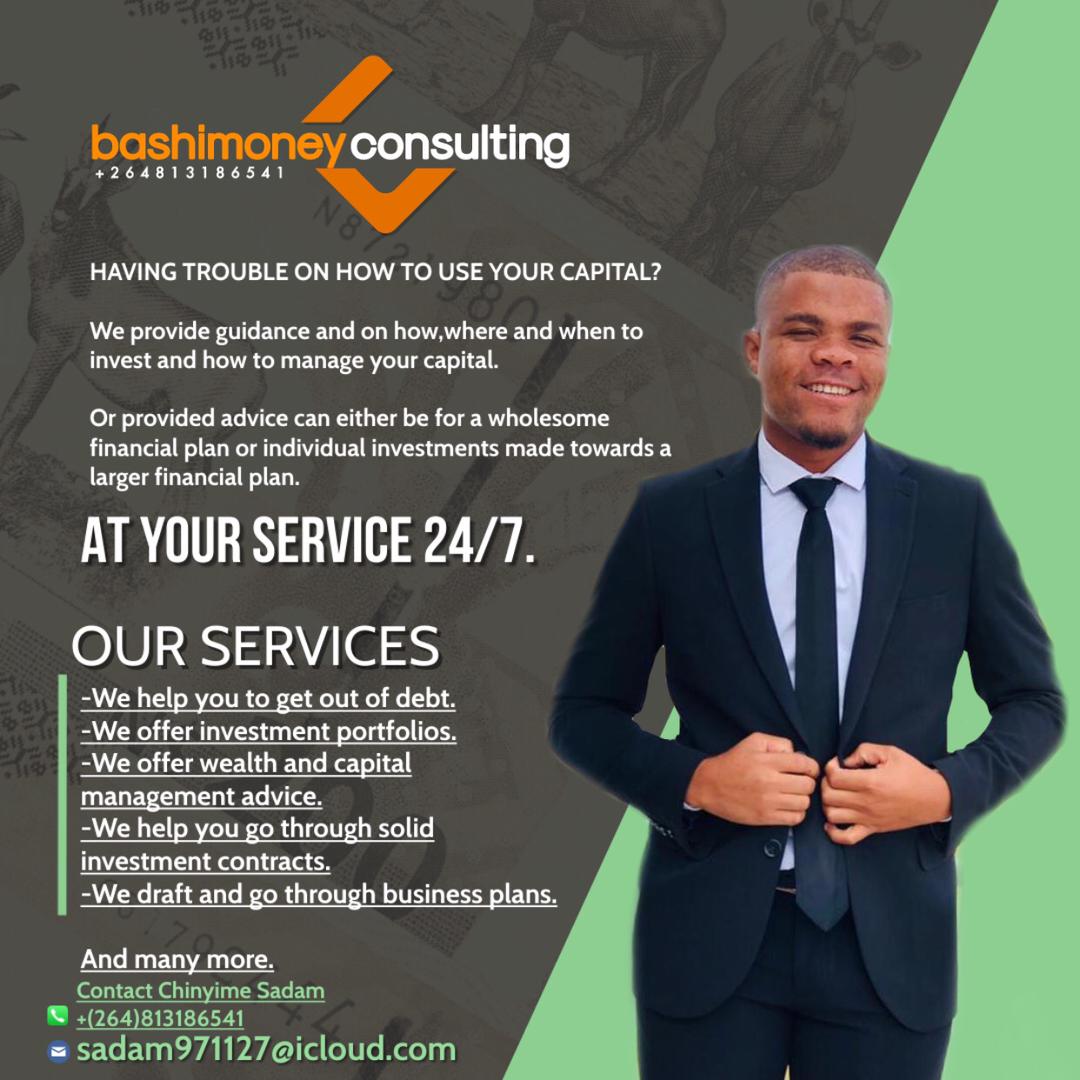 bashimoney consulting
+264813186541
HAVING TROUBLE ON HOW TO USE YOUR CAPITAL?
We provide guidance and on how,where and when to
invest and how to manage your capital.
Or provided advice can either be for a wholesome
financial plan or individual investments made towards a
larger financial plan.
AT YOUR SERVICE 24/7.
OUR SERVICES
-We help you to get out of debt.
-We offer investment portfolios.
-We offer wealth and capital
management advice.
-We help you go through solid
investment contracts.
-We draft and go through business plans.
And many more.
Contact Chinyime Sadam
+(264)813186541
sadam971127@icloud.com